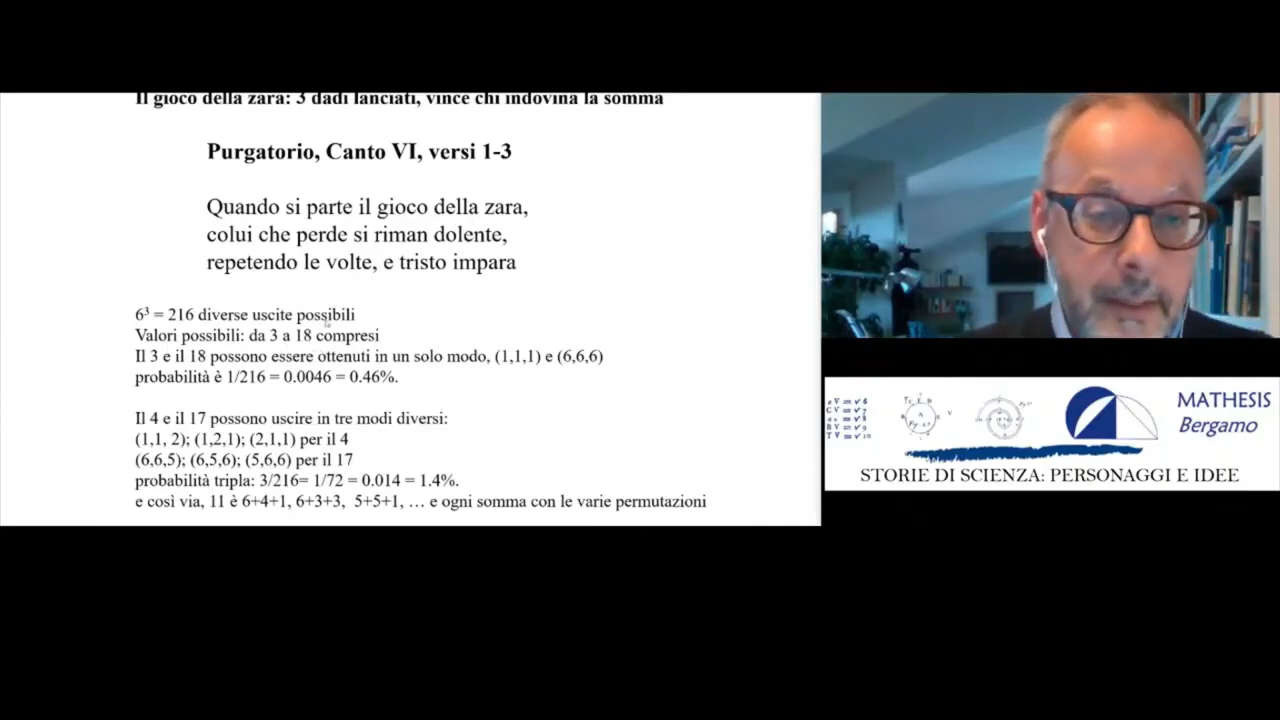 Il gioco della zara: 3 dadi lanciati, vince chi indovina la somma
Purgatorio, Canto VI, versi 1-3
Quando si parte il gioco della zara,
colui che perde si riman dolente,
repetendo le volte, e tristo impara
6³ = 216 diverse uscite possibili
Valori possibili: da 3 a 18 compresi
Il 3 e il 18 possono essere ottenuti in un solo modo, (1,1,1) e (6,6,6)
probabilità è 1/216 = 0.0046 = 0.46%.
Il 4 e il 17 possono uscire in tre modi diversi:
(1,1, 2); (1,2,1); (2,1,1) per il 4
(6,6,5); (6,5,6); (5,6,6) per il 17
probabilità tripla: 3/216= 1/72 = 0.014 = 1.4%.
e così via, 11 è 6+4+1, 6+3+3,  5+5+1, … e ogni somma con le varie permutazioni
MATHESIS
Bergamo
STORIE DI SCIENZA: PERSONAGGI E IDEE